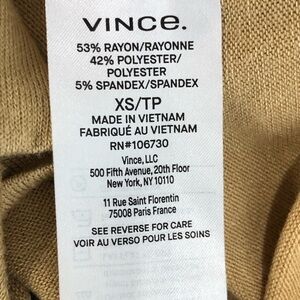 VINCE.
53% RAYON/RAYONNE
42% POLYESTER/
POLYESTER
5% SPANDEX/SPANDEX
XS/TP
MADE IN VIETNAM
FABRIQUÉ AU VIETNAM
RN#106730
Vince, LLC
500 Fifth Avenue, 20th Floor
New York, NY 10110
11 Rue Saint Florentin
75008 Paris France
SEE REVERSE FOR CARE
VOIR AU VERSO POUR LES SOINS